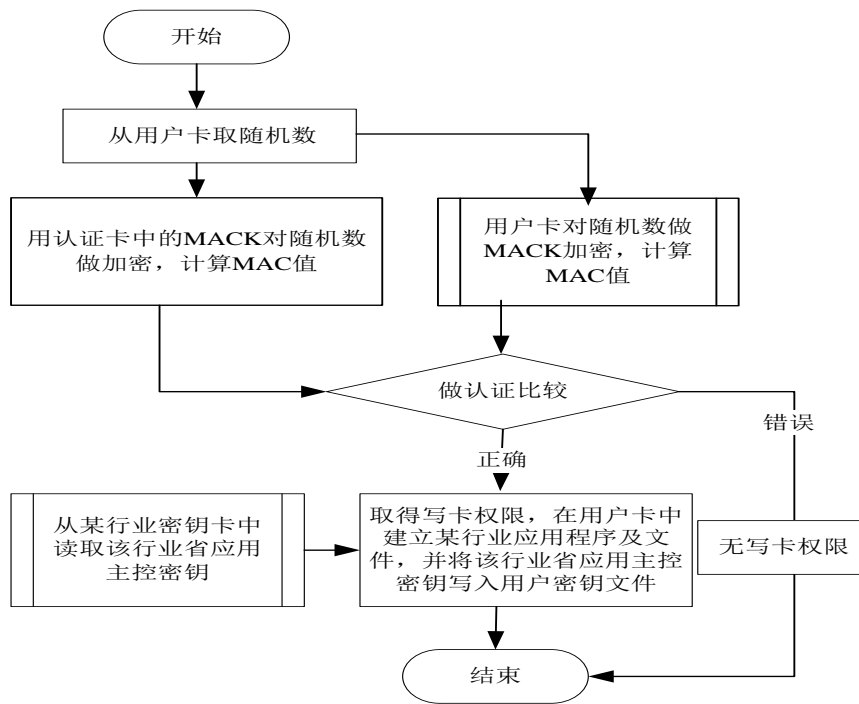 开始
从用户卡取随机数
用认证卡中的MACK对随机数
做加密，计算MAC值
用户卡对随机数做
MACK加密，计算
MAC值
做认证比较
错误
正确
从某行业密钥卡中
读取该行业省应用
主控密钥
取得写卡权限，在用户卡中
建立某行业应用程序及文
件，并将该行业省应用主控
密钥写入用户密钥文件
无写卡权限
结束